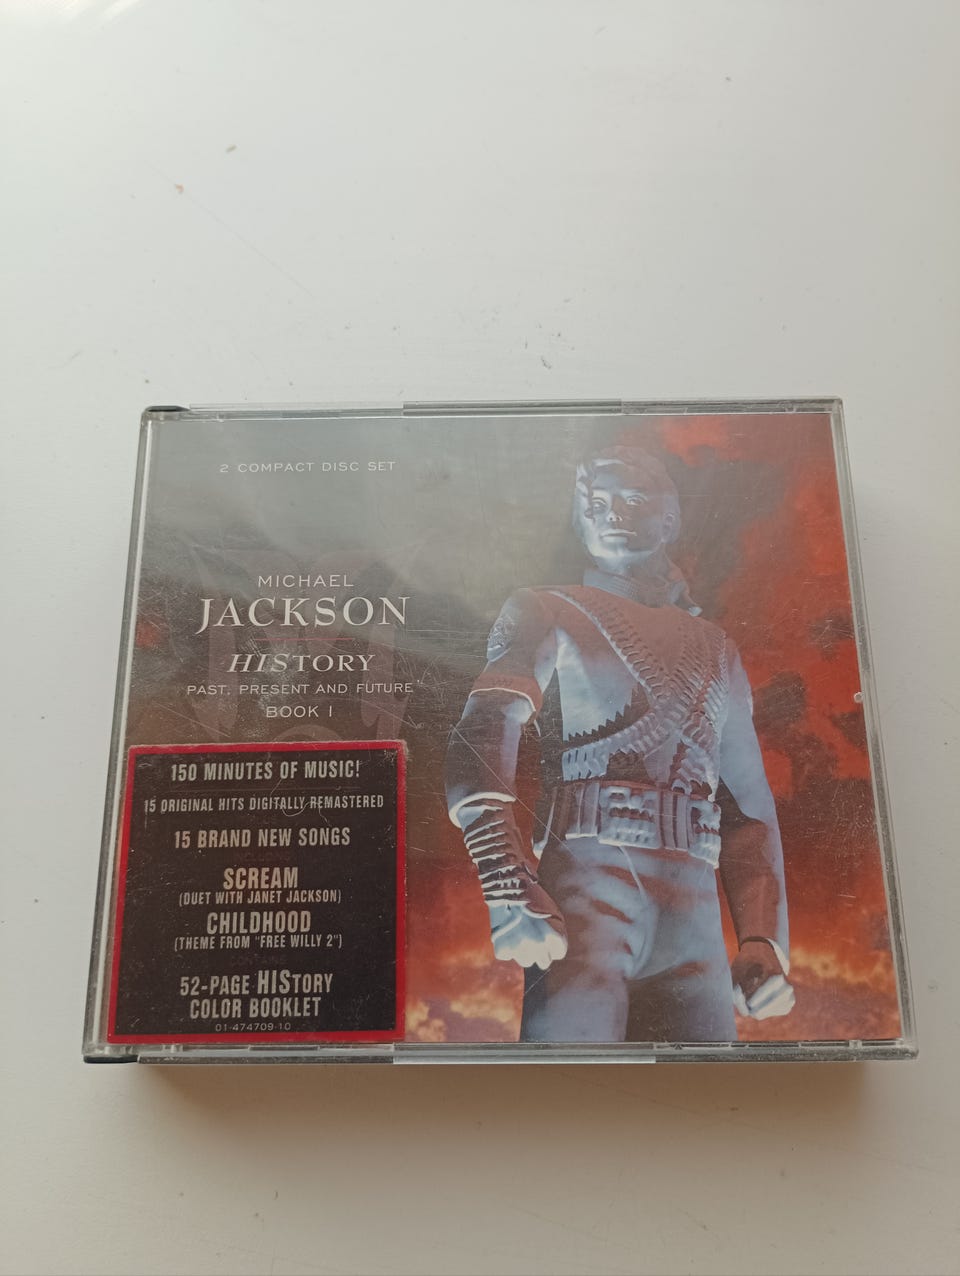 2 COMPACT DISC SET
MICHAEL
JACKSON
HISTORY
PAST, PRESENT AND FUTURE
BOOK I
150 MINUTES OF MUSIC!
15 ORIGINAL HITS DIGITALLY REMASTERED
15 BRAND NEW SONGS
SCREAM
(DUET WITH JANET JACKSON)
CHILDHOOD
(THEME FROM "FREE WILLY 2")
52-PAGE HISTORY
COLOR BOOKLET
01-474709-10